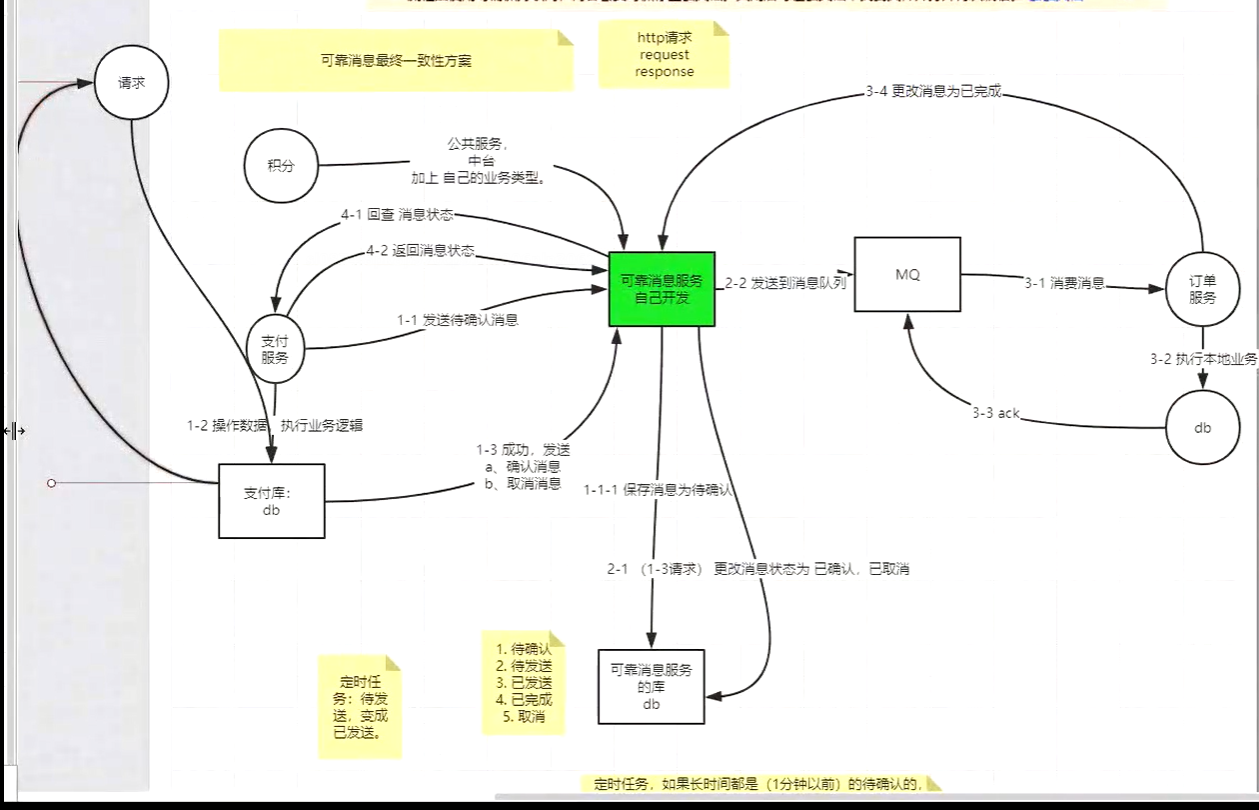 可靠消息最终一致性方案
http请求
request
response
请求
3-4 更改消息为已完成
积分
公共服务，
中台
加上 自己的业务类型。
4-1 回查 消息状态
4-2 返回消息状态
可靠消息服务
自己开发
2-2 发送到消息队列
MQ
3-1 消费消息
订单
服务
1-1 发送待确认消息
支付
服务
3-2 执行本地业务
3-3 ack
db
1-2 操作数据 执行业务逻辑
1-3 成功，发送
a、确认消息
b、取消消息
支付库：
db
1-1-1 保存消息为待确认
2-1 （1-3请求） 更改消息状态为 已确认，已取消
1. 待确认
2. 待发送
3. 已发送
4. 已完成
5. 取消
定时任
务：待发
送，变成
已发送。
可靠消息服务
的库
db
定时任务，如果长时间都是（1分钟以前）的待确认的，